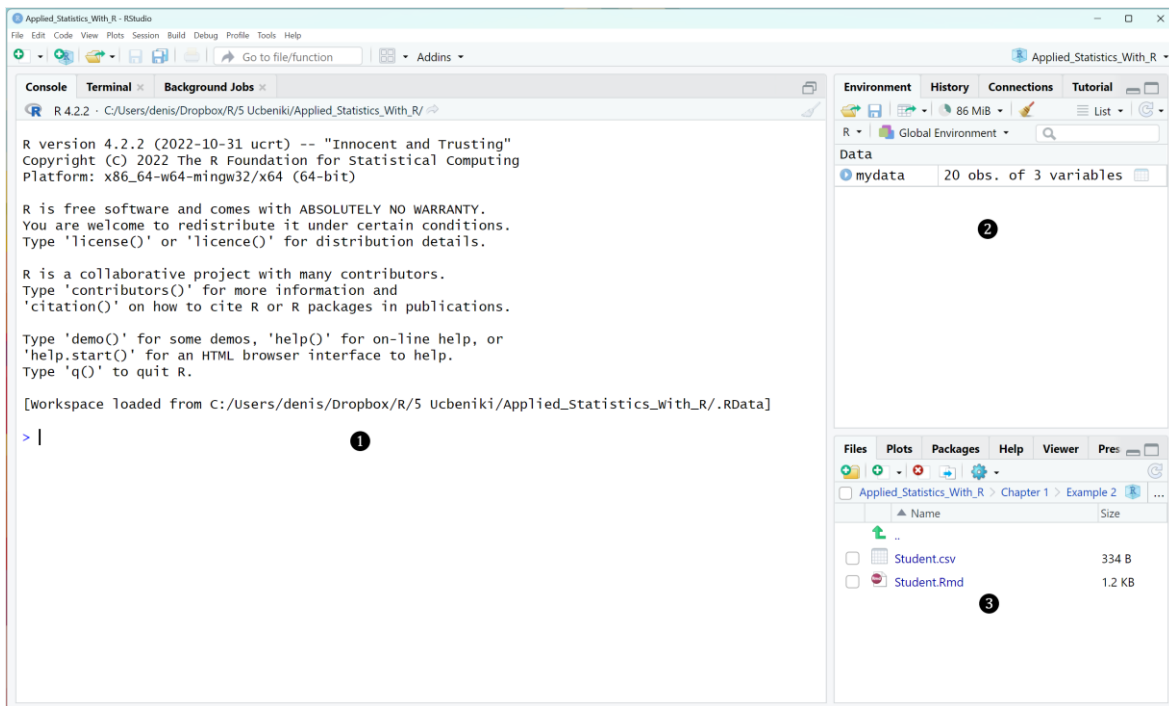 Applied_Statistics_With_R - RStudio
File Edit Code View Plots Session Build Debug Profile Tools Help
Go to file/function Addins
Applied_Statistics_With_R
Console Terminal Background Jobs
R 4.2.2 · C:/Users/denis/Dropbox/R/5 Ucbeniki/Applied_Statistics_With_R/
R version 4.2.2 (2022-10-31 ucrt) -- "Innocent and Trusting"
Copyright (C) 2022 The R Foundation for Statistical Computing
Platform: x86_64-w64-mingw32/x64 (64-bit)
R is free software and comes with ABSOLUTELY NO WARRANTY.
You are welcome to redistribute it under certain conditions.
Type 'license()' or 'licence()' for distribution details.
R is a collaborative project with many contributors.
Type 'contributors()' for more information and
'citation()' on how to cite R or R packages in publications.
Type 'demo()' for some demos, 'help()' for on-line help, or
'help.start()' for an HTML browser interface to help.
Type 'q()' to quit R.
[Workspace loaded from C:/Users/denis/Dropbox/R/5 Ucbeniki/Applied_Statistics_With_R/.RData]
>
1
Environment History Connections Tutorial
86 MiB List
R Global Environment
Data
mydata 20 obs. of 3 variables
2
Files Plots Packages Help Viewer Pres
Applied_Statistics_With_R > Chapter 1 > Example 2 ...
Name Size
..
Student.csv 334 B
Student.Rmd 1.2 KB
3